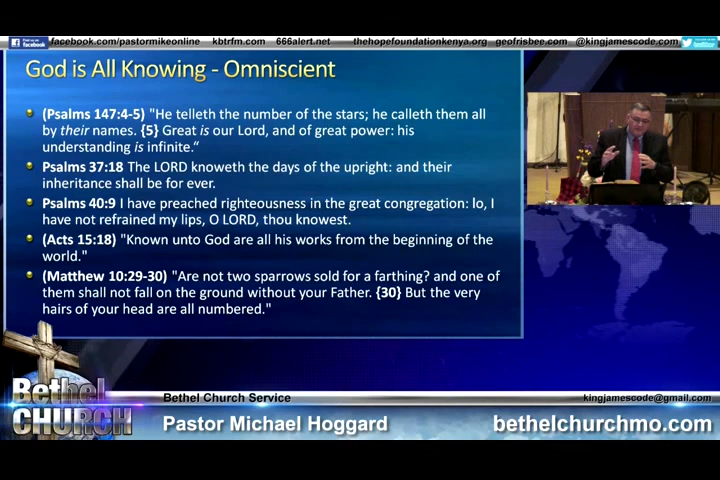 Find us on facebook
facebook.com/pastormikeonline kbtrfm.com 666alert.net thehopefoundationkenya.org geofrisbee.com @kingjamescode.com twitter
God is All Knowing - Omniscient
(Psalms 147:4-5) "He telleth the number of the stars; he calleth them all
by their names. {5} Great is our Lord, and of great power: his
understanding is infinite."
Psalms 37:18 The LORD knoweth the days of the upright: and their
inheritance shall be for ever.
Psalms 40:9 I have preached righteousness in the great congregation: lo, I
have not refrained my lips, O LORD, thou knowest.
(Acts 15:18) "Known unto God are all his works from the beginning of the
world."
(Matthew 10:29-30) "Are not two sparrows sold for a farthing? and one of
them shall not fall on the ground without your Father. {30} But the very
hairs of your head are all numbered."
Bethel
CHURCH
Bethel Church Service kingjamescode@gmail.com
Pastor Michael Hoggard bethelchurchmo.com